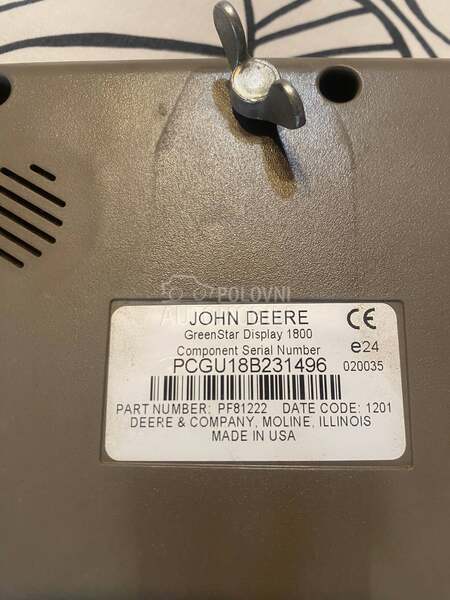 POLOVNI
AU
JOHN DEERE
GreenStar Display 1800
Component Serial Number
CE
e24
020035
PCGU18B231496
PART NUMBER: PF81222 DATE CODE: 1201
DEERE & COMPANY, MOLINE, ILLINOIS
MADE IN USA